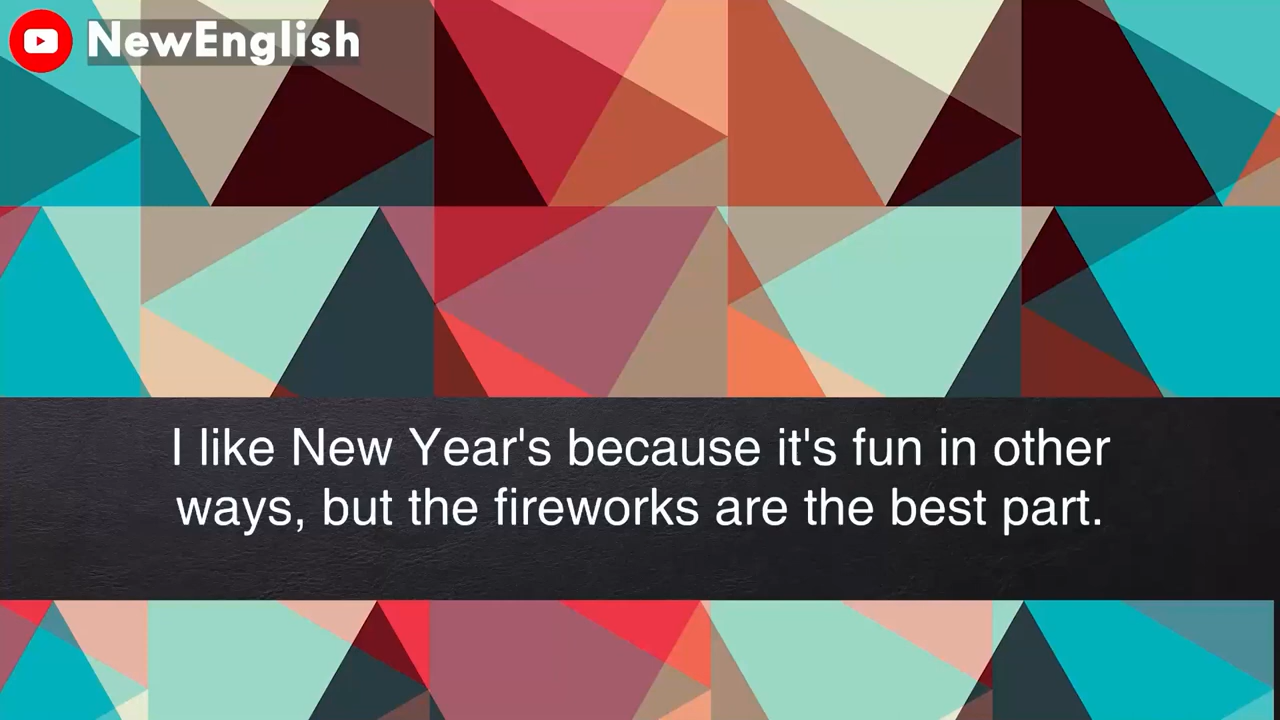 NewEnglish
I like New Year's because it's fun in other
ways, but the fireworks are the best part.